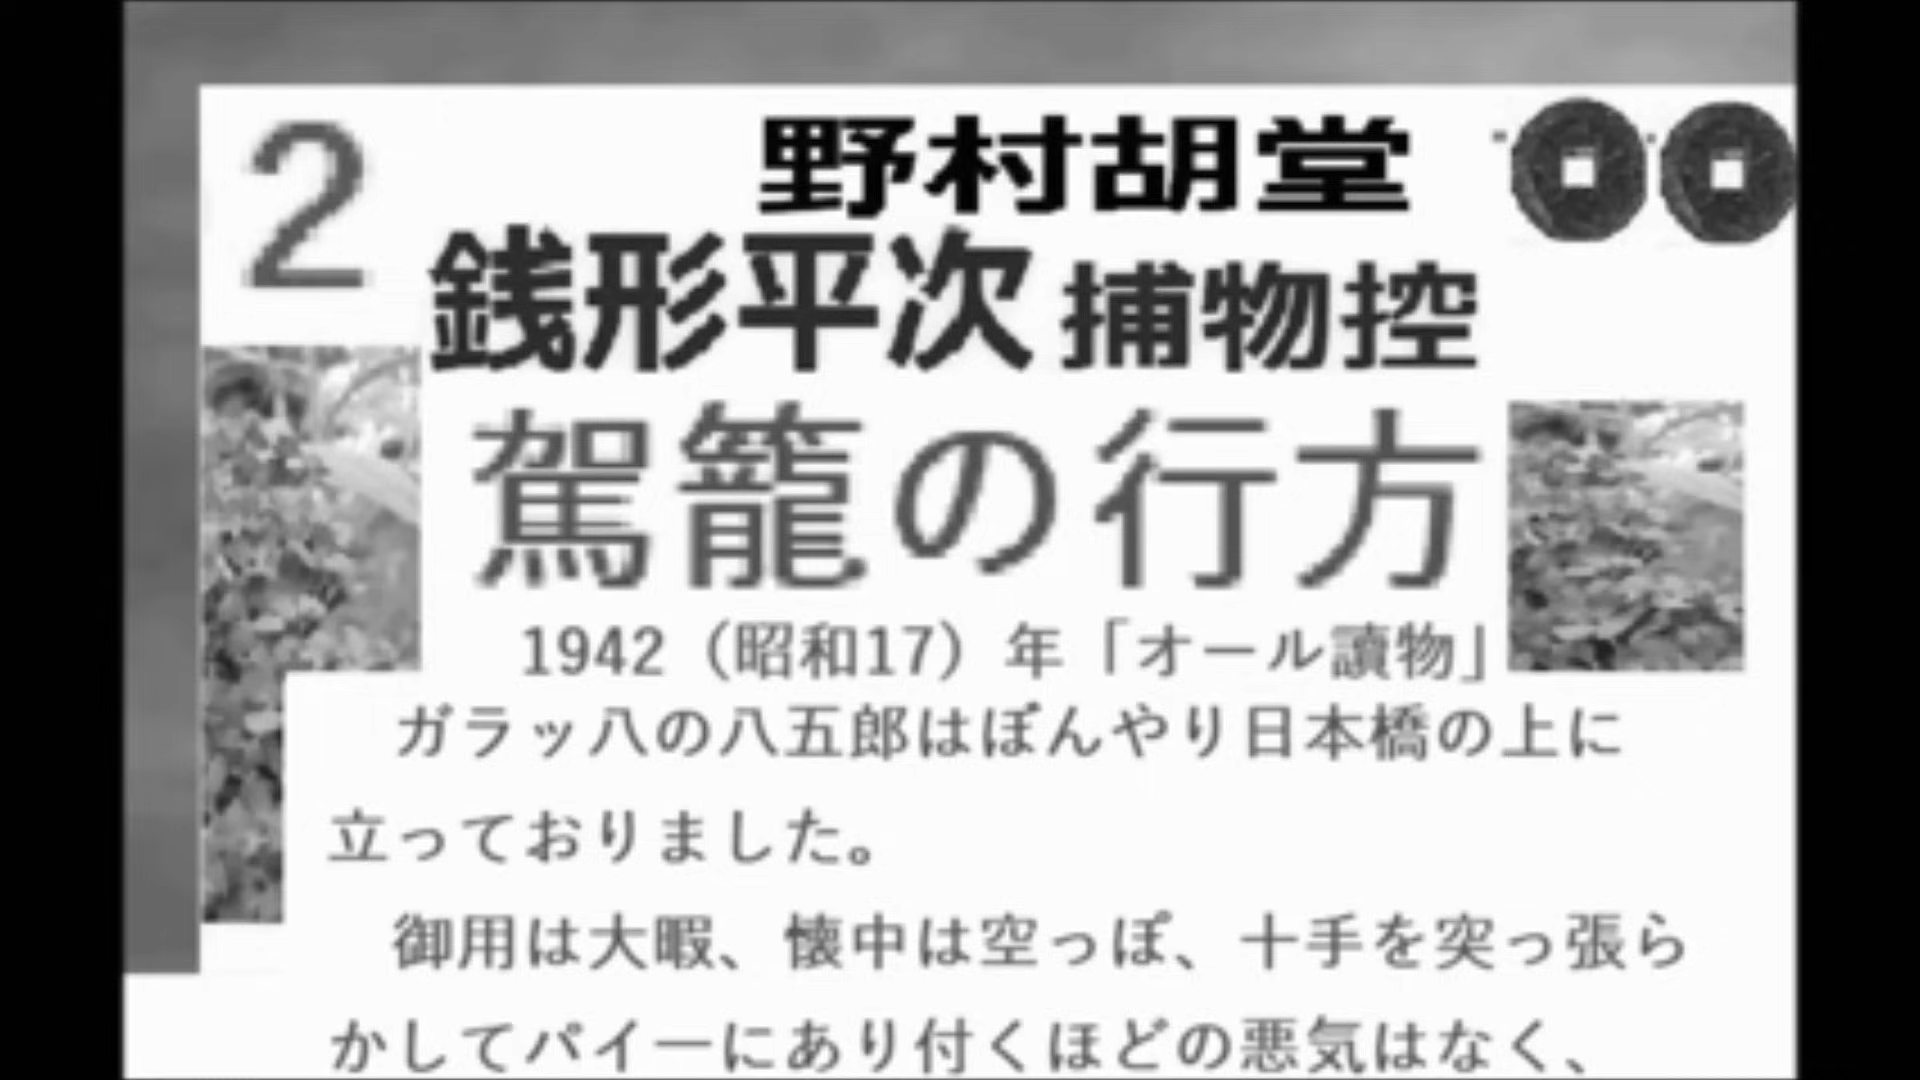 2
野村胡堂
銭形平次 捕物控
駕籠の行方
1942（昭和17）年「オール讀物」
ガラッ八の八五郎はぼんやり日本橋の上に
立っておりました。
御用は大暇、懐中は空っぽ、十手を突っ張ら
かしてパイ一にあり付くほどの悪気はなく、